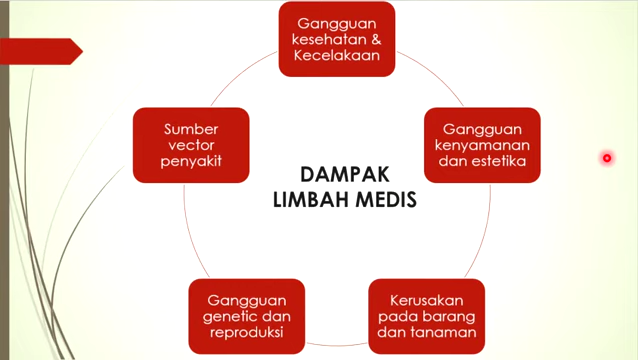 Gangguan
kesehatan &
Kecelakaan
Gangguan
kenyamanan
dan estetika
Kerusakan
pada barang
dan tanaman
Gangguan
genetic dan
reproduksi
Sumber
vector
penyakit
DAMPAK
LIMBAH MEDIS